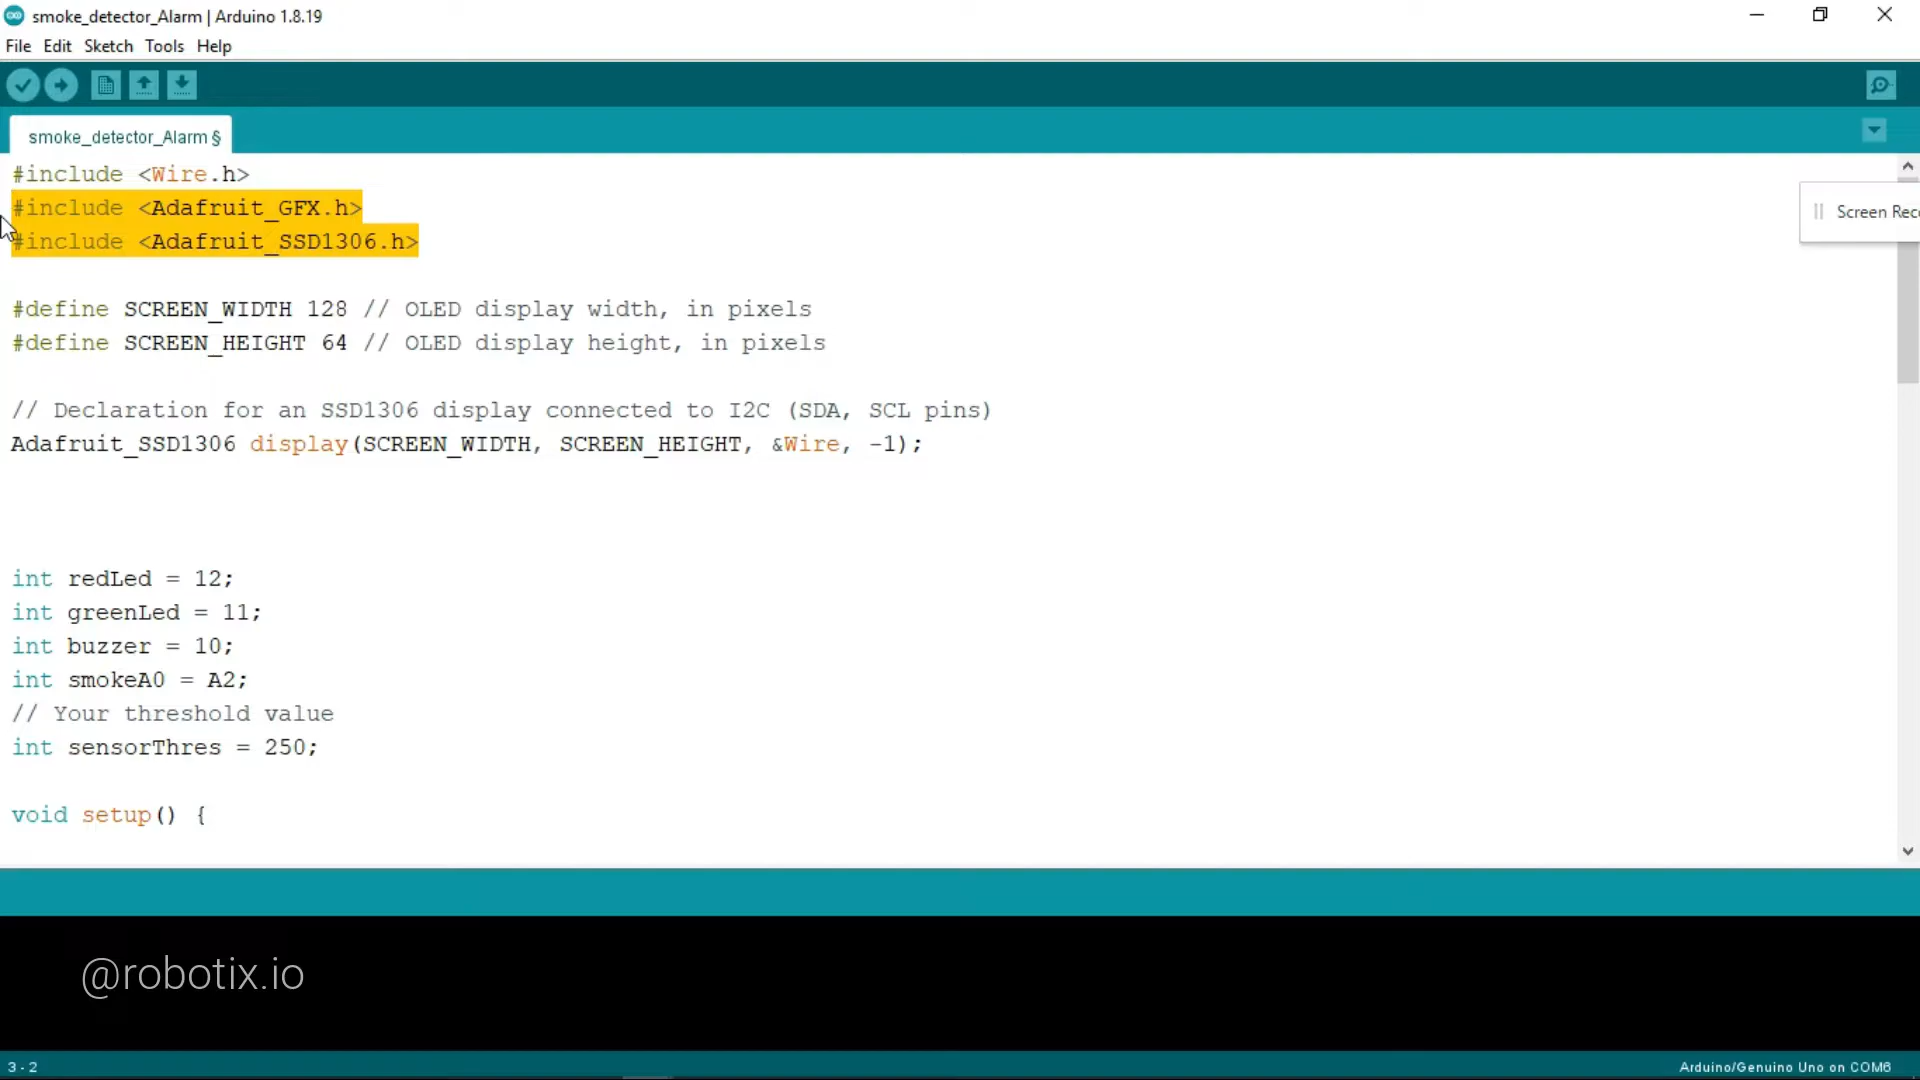 smoke_detector_Alarm | Arduino 1.8.19
File Edit Sketch Tools Help
smoke_detector_Alarm §
#include <Wire.h>
#include <Adafruit_GFX.h>
#include <Adafruit_SSD1306.h>
Screen Rec
#define SCREEN_WIDTH 128 // OLED display width, in pixels
#define SCREEN_HEIGHT 64 // OLED display height, in pixels
// Declaration for an SSD1306 display connected to I2C (SDA, SCL pins)
Adafruit_SSD1306 display(SCREEN_WIDTH, SCREEN_HEIGHT, &Wire, -1);
int redLed = 12;
int greenLed = 11;
int buzzer = 10;
int smokeA0 = A2;
// Your threshold value
int sensorThres = 250;
void setup() {
@robotix.io
3 - 2
Arduino/Genuino Uno on COM6